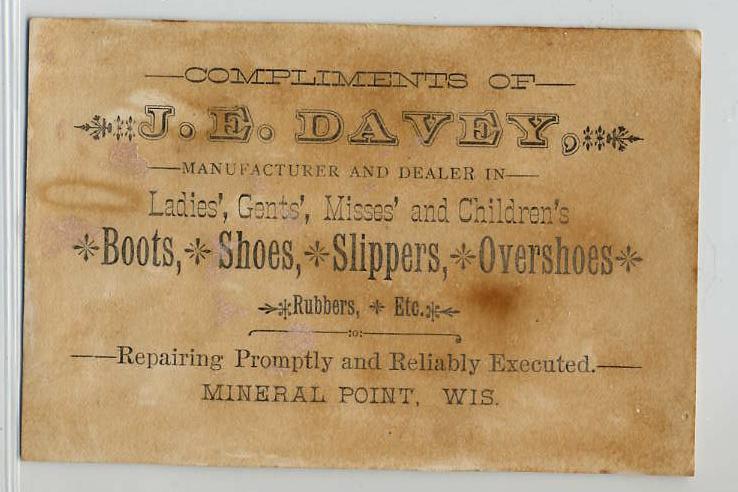 COMPLIMENTS OF
J. E. DAVEY,
MANUFACTURER AND DEALER IN
Ladies', Gents', Misses' and Children's
Boots, Shoes, Slippers, Overshoes
Rubbers, Etc.
:o:
Repairing Promptly and Reliably Executed.
MINERAL POINT, WIS.